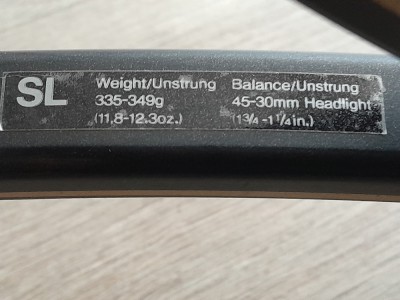 SL
Weight/Unstrung Balance/Unstrung
335-349g 45-30mm Headlight
(11.8-12.3oz.) (1¾-1¼in.)